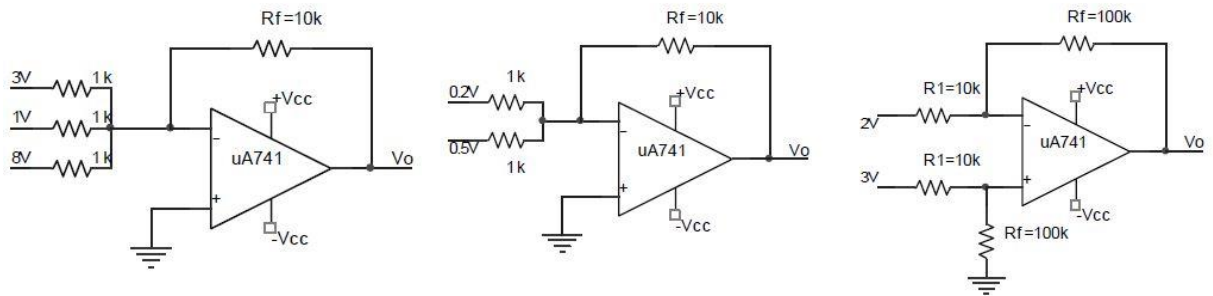 Rf=10k
3V
1k
1V
1k
8V
1k
+Vcc
-
uA741
+
-Vcc
Vo
Rf=10k
0.2V
1k
0.5V
1k
+Vcc
-
uA741
+
-Vcc
Vo
Rf=100k
R1=10k
2V
R1=10k
3V
+Vcc
-
uA741
+
-Vcc
Vo
Rf=100k